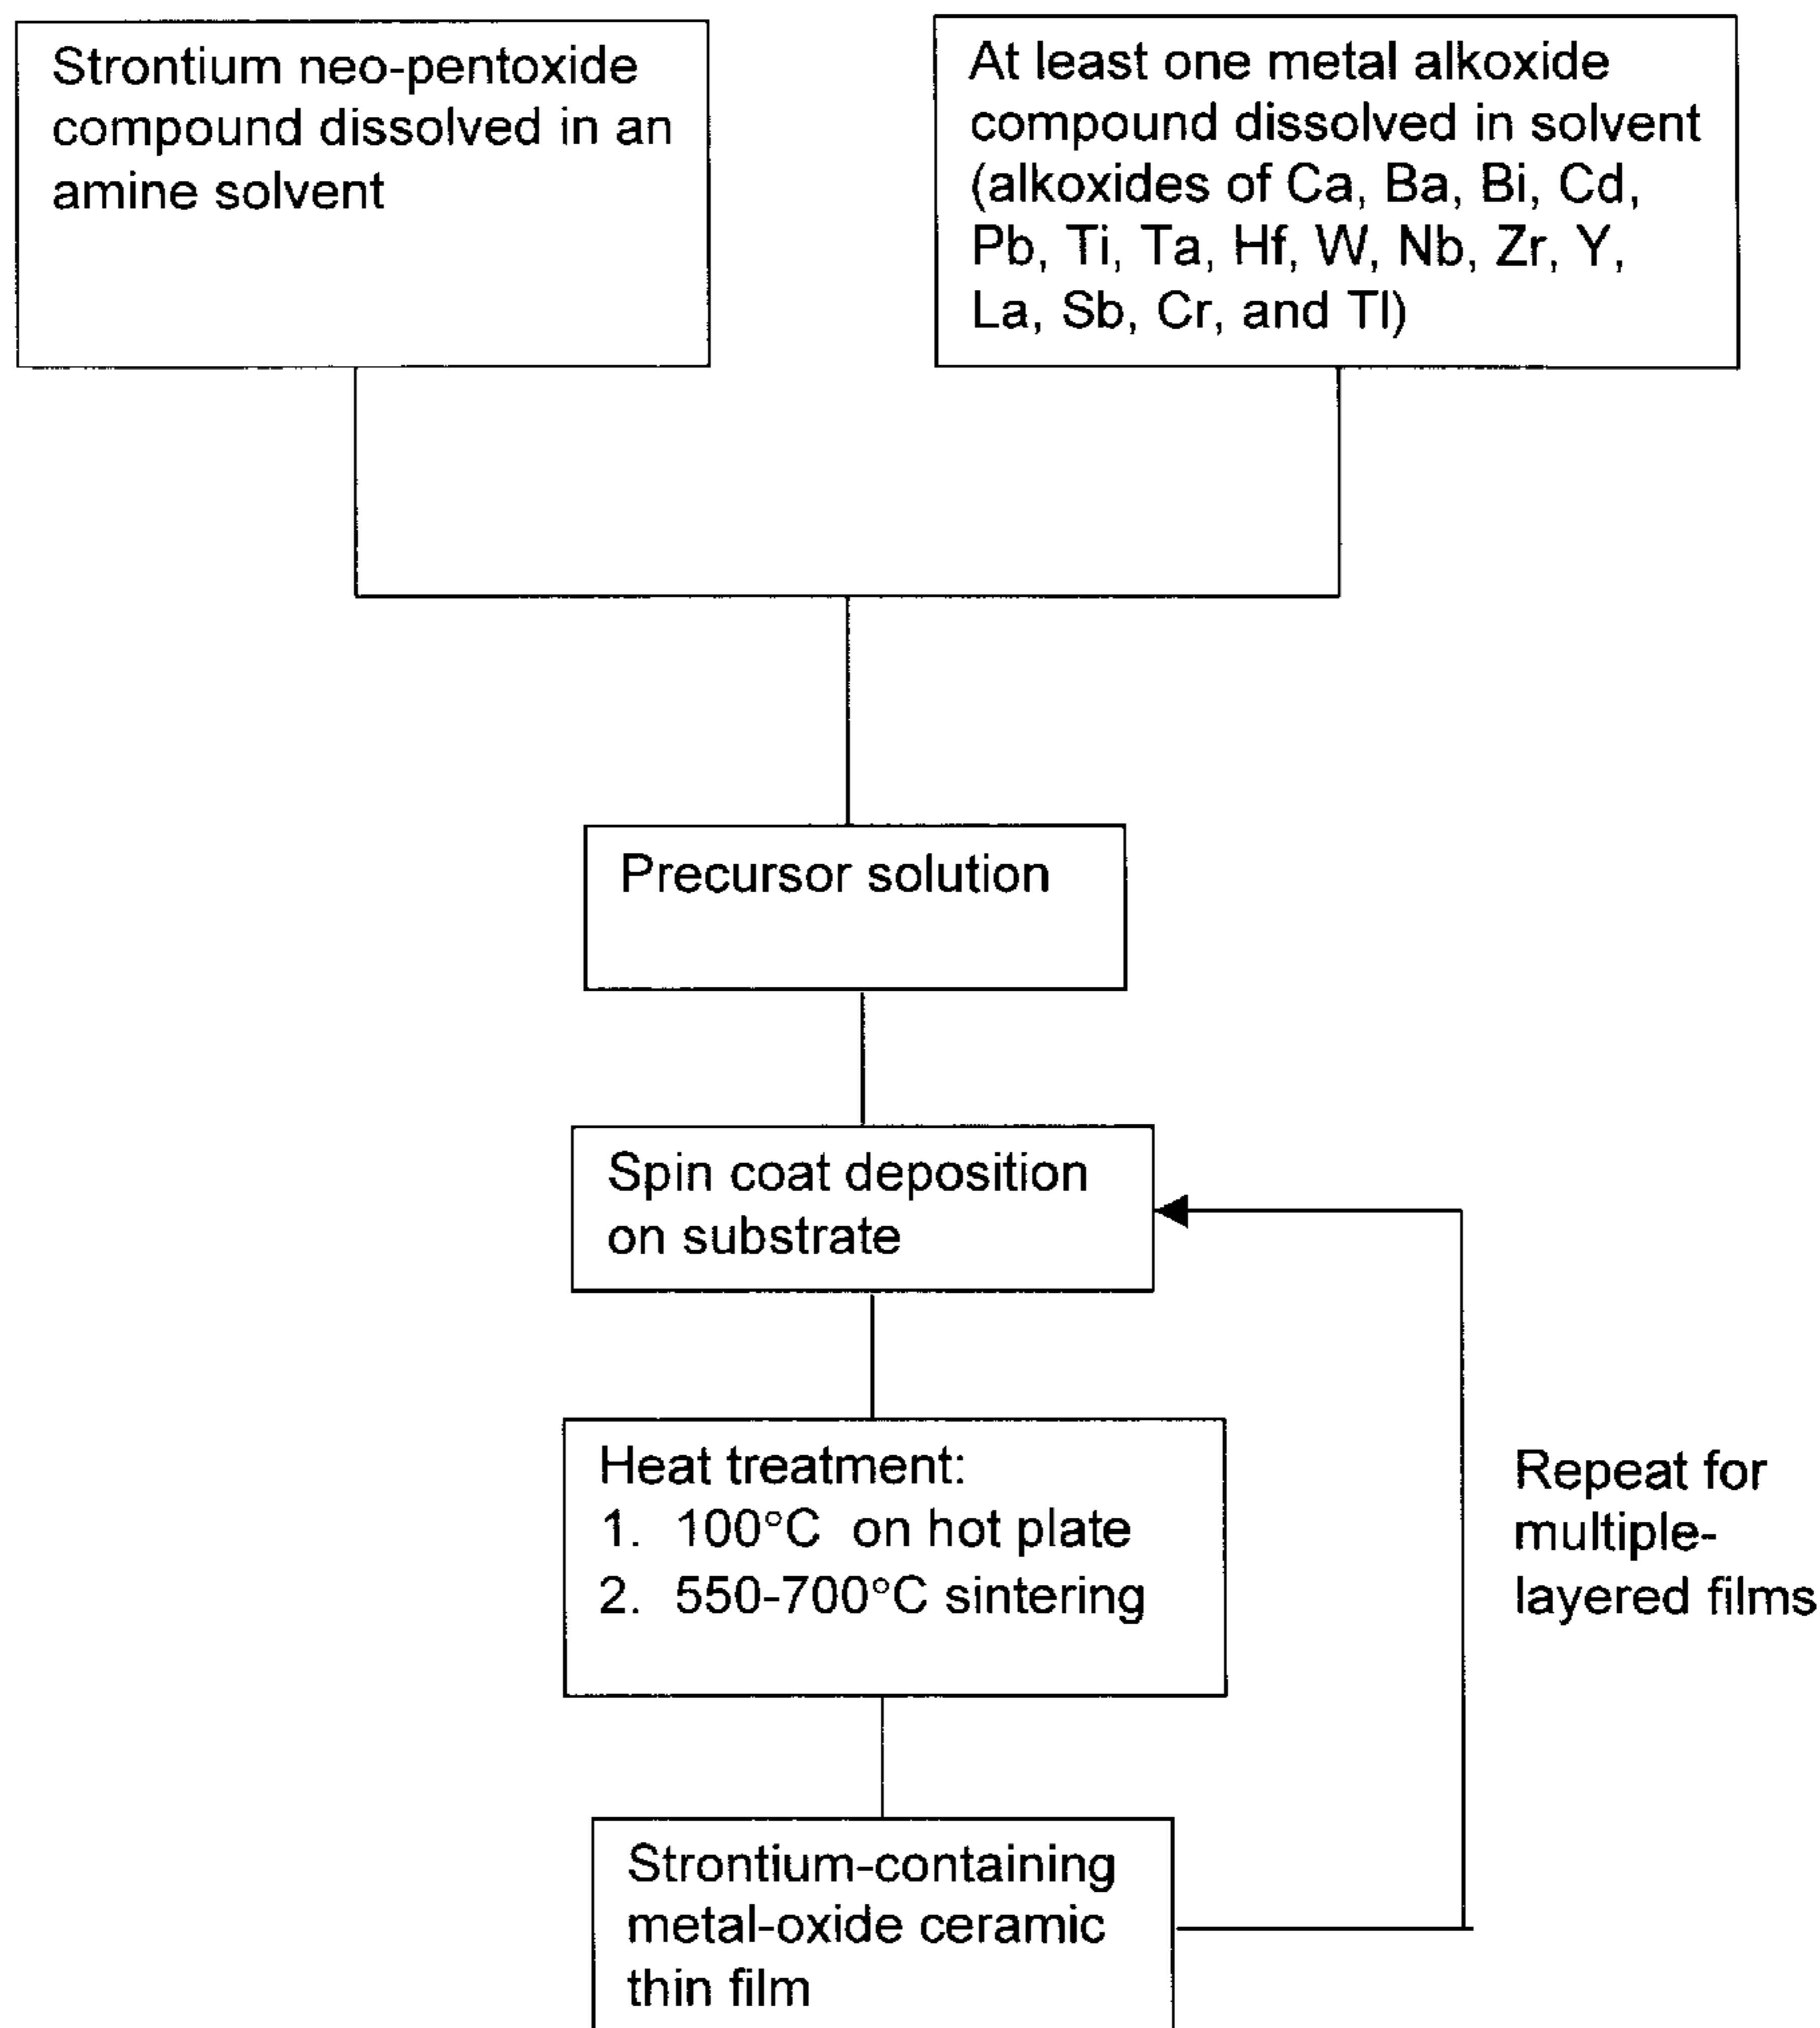 Strontium neo-pentoxide
compound dissolved in an
amine solvent
At least one metal alkoxide
compound dissolved in solvent
(alkoxides of Ca, Ba, Bi, Cd,
Pb, Ti, Ta, Hf, W, Nb, Zr, Y,
La, Sb, Cr, and Tl)
Precursor solution
Spin coat deposition
on substrate
Heat treatment:
1. 100°C on hot plate
2. 550-700°C sintering
Repeat for
multiple-
layered films
Strontium-containing
metal-oxide ceramic
thin film